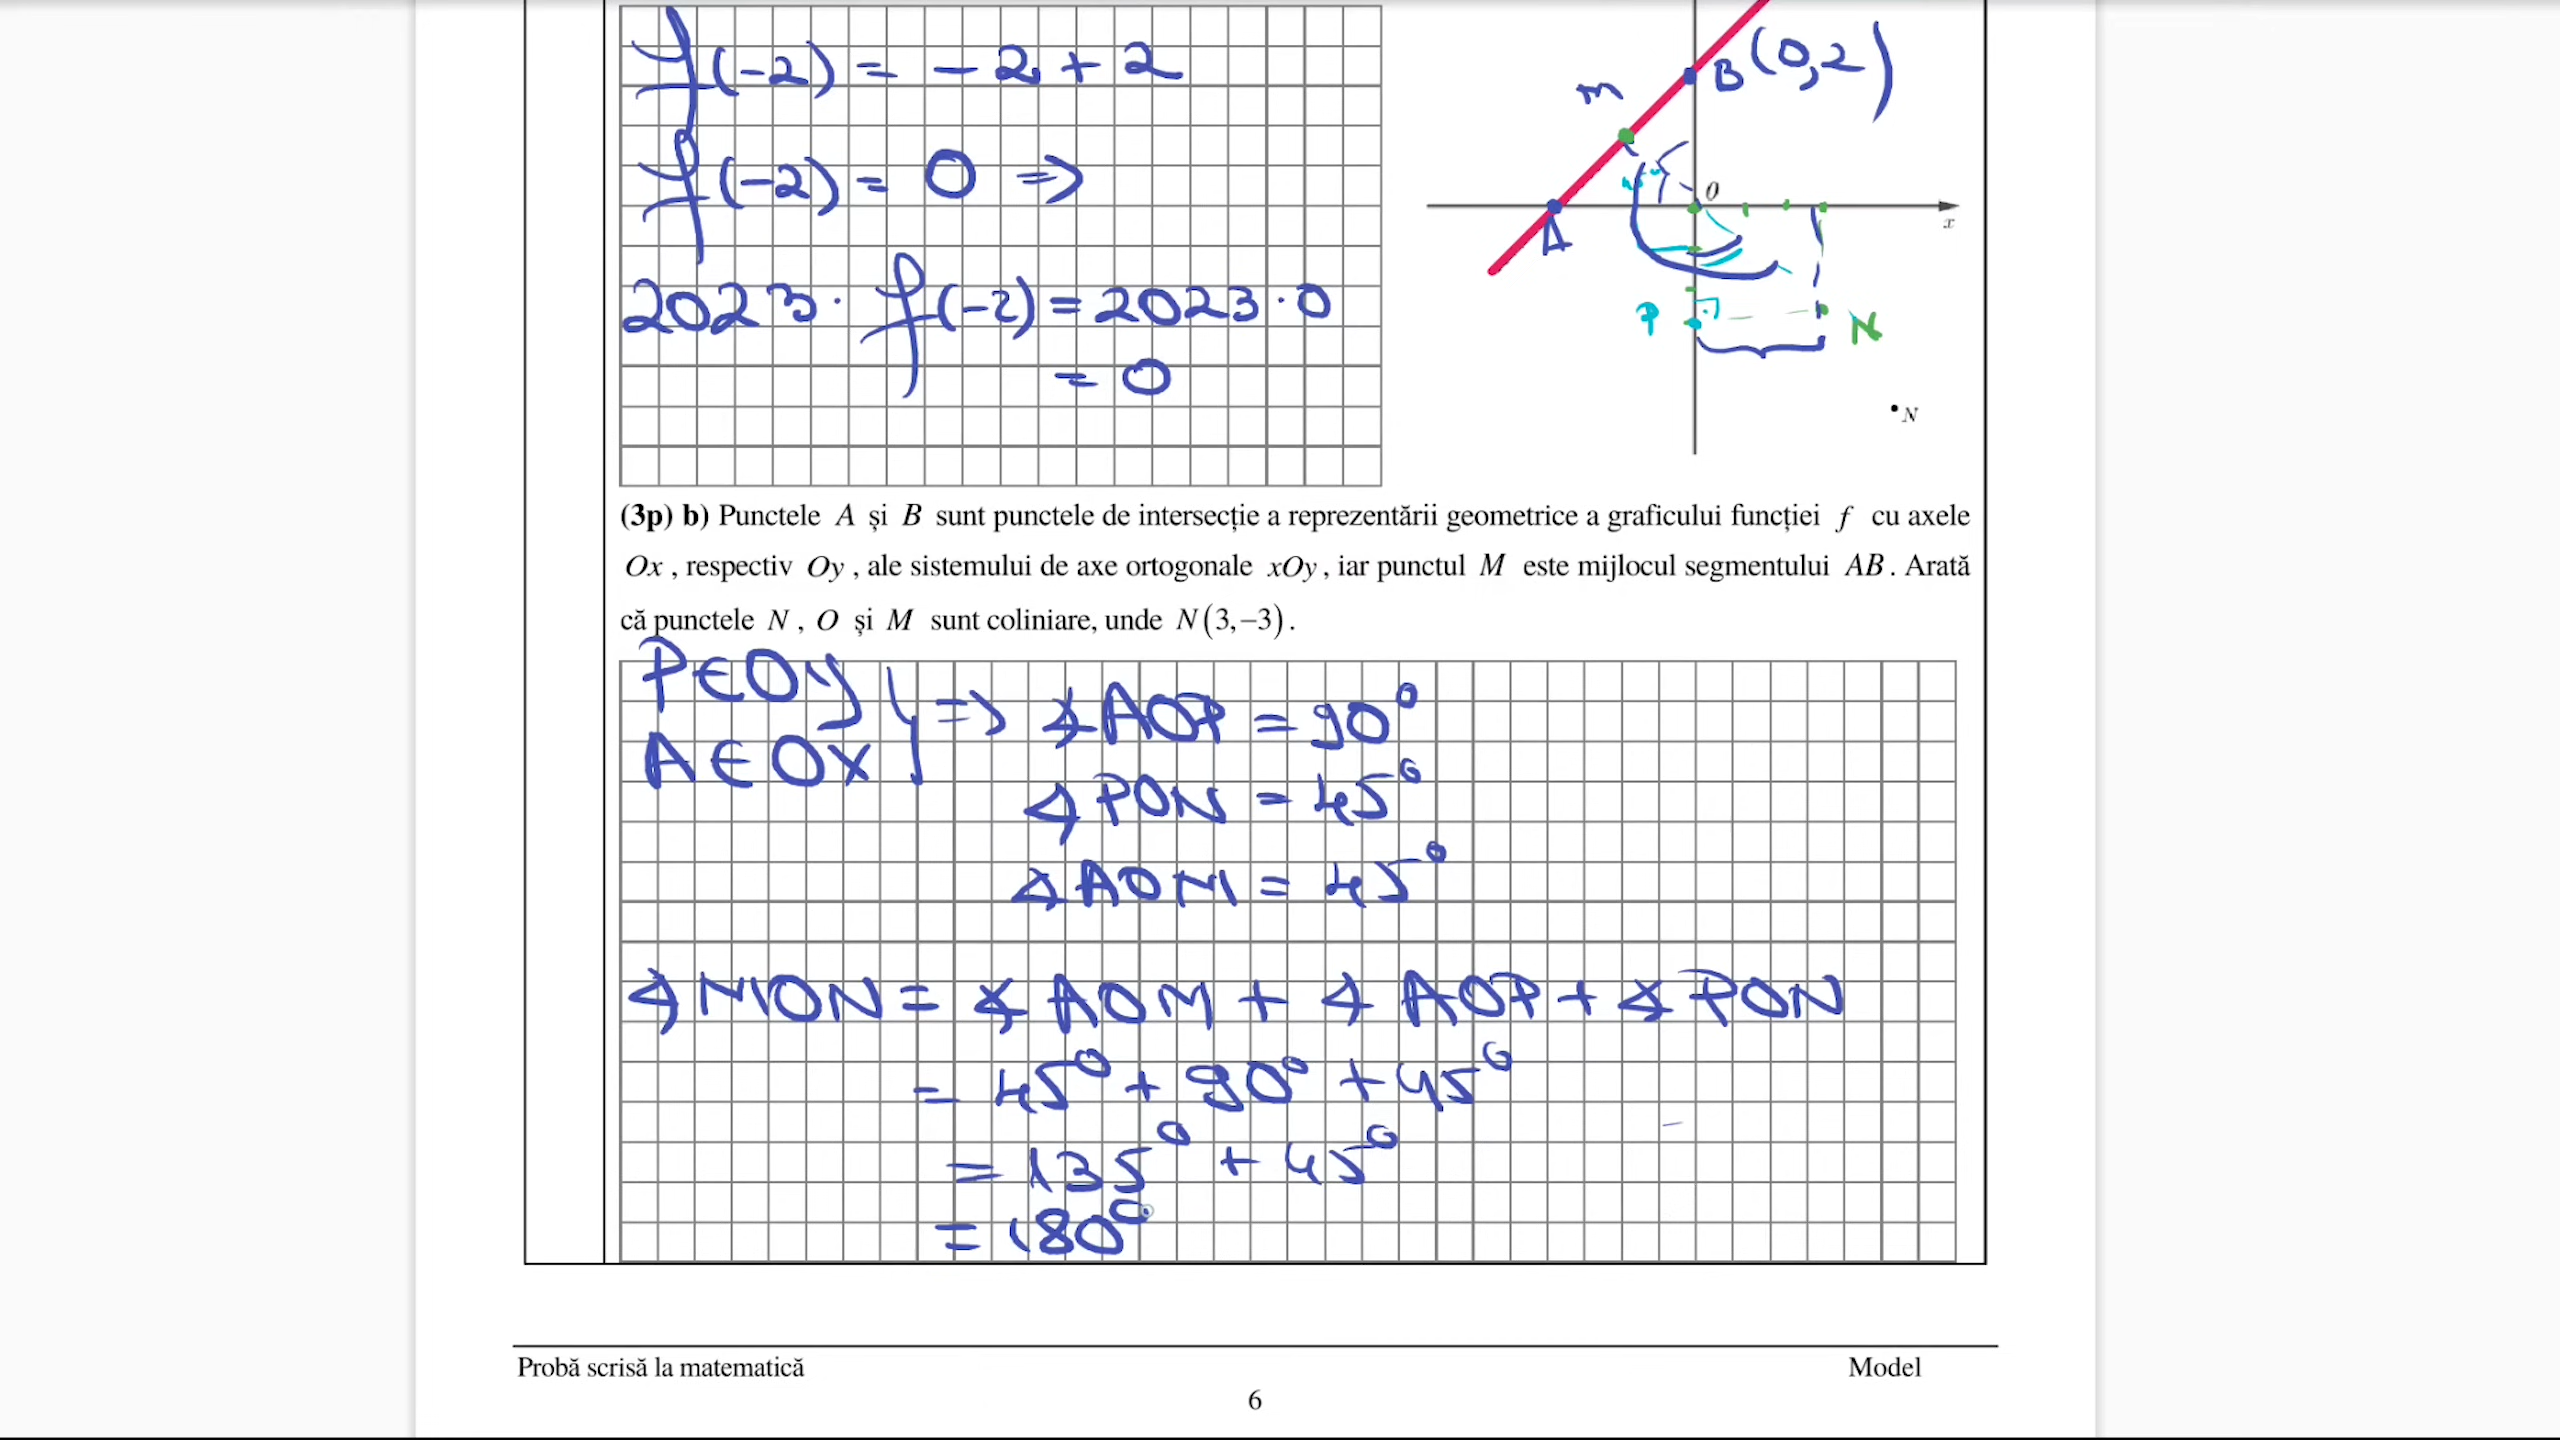 f(-2) = -2 + 2
f(-2) = 0 =>
2023 · f(-2) = 2023 · 0
= 0
m
B(0,2)
O
x
A
P
N
N
(3p) b) Punctele A și B sunt punctele de intersecție a reprezentării geometrice a graficului funcției f cu axele
Ox , respectiv Oy , ale sistemului de axe ortogonale xOy , iar punctul M este mijlocul segmentului AB . Arată
că punctele N , O și M sunt coliniare, unde N(3,−3).
P∈Oy
A∈Ox } => ∢AOP = 90°
∢PON = 45°
∢AOM = 45°
∢MON = ∢AOM + ∢AOP + ∢PON
= 45° + 90° + 45°
= 135° + 45°
= 180°
Probă scrisă la matematică
Model
6